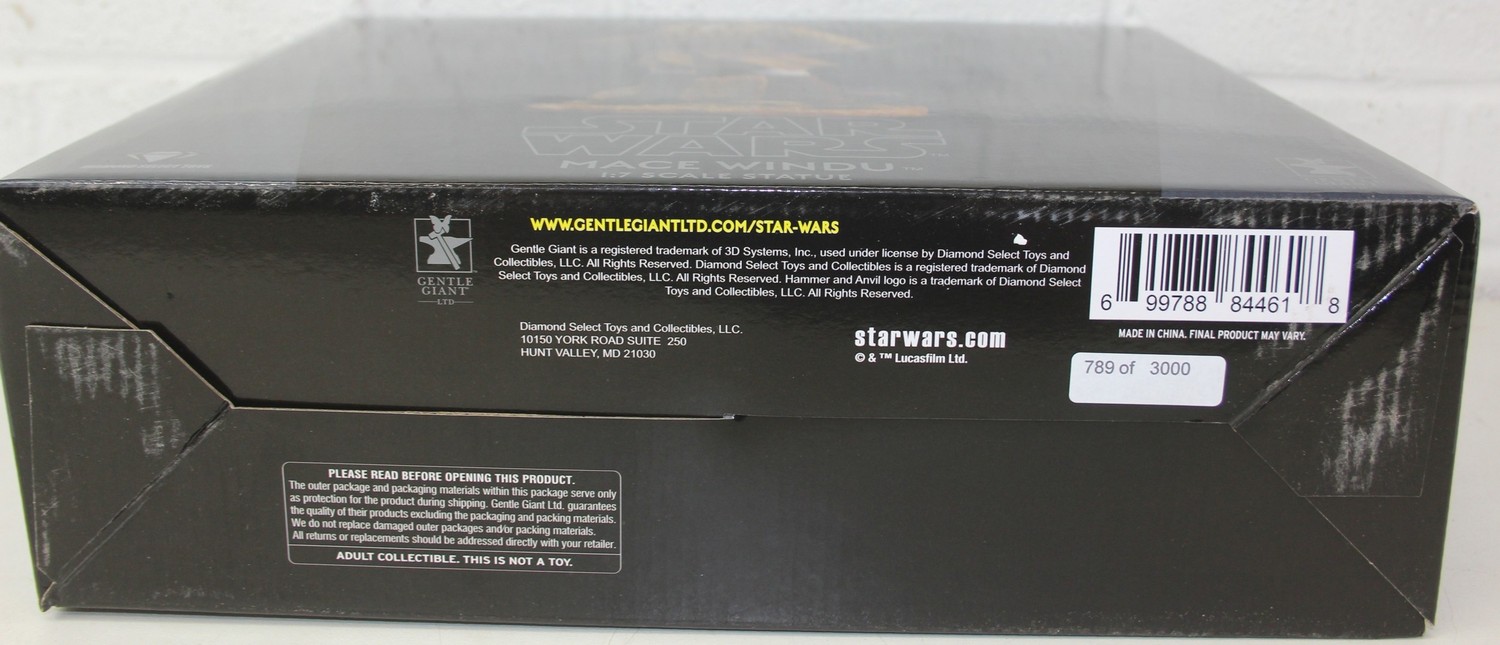 STAR
WARS™
MACE WINDU™
1:7 SCALE STATUE
GENTLE
GIANT
LTD
WWW.GENTLEGIANTLTD.COM/STAR-WARS
Gentle Giant is a registered trademark of 3D Systems, Inc., used under license by Diamond Select Toys and
Collectibles, LLC. All Rights Reserved. Diamond Select Toys and Collectibles is a registered trademark of Diamond
Select Toys and Collectibles, LLC. All Rights Reserved. Hammer and Anvil logo is a trademark of Diamond Select
Toys and Collectibles, LLC. All Rights Reserved.
6 99788 84461 8
MADE IN CHINA. FINAL PRODUCT MAY VARY.
Diamond Select Toys and Collectibles, LLC.
10150 YORK ROAD SUITE 250
HUNT VALLEY, MD 21030
starwars.com
© & ™ Lucasfilm Ltd.
789 of 3000
PLEASE READ BEFORE OPENING THIS PRODUCT.
The outer package and packaging materials within this package serve only
as protection for the product during shipping. Gentle Giant Ltd. guarantees
the quality of their products excluding the packaging and packing materials.
We do not replace damaged outer packages and/or packing materials.
All returns or replacements should be addressed directly with your retailer.
ADULT COLLECTIBLE. THIS IS NOT A TOY.